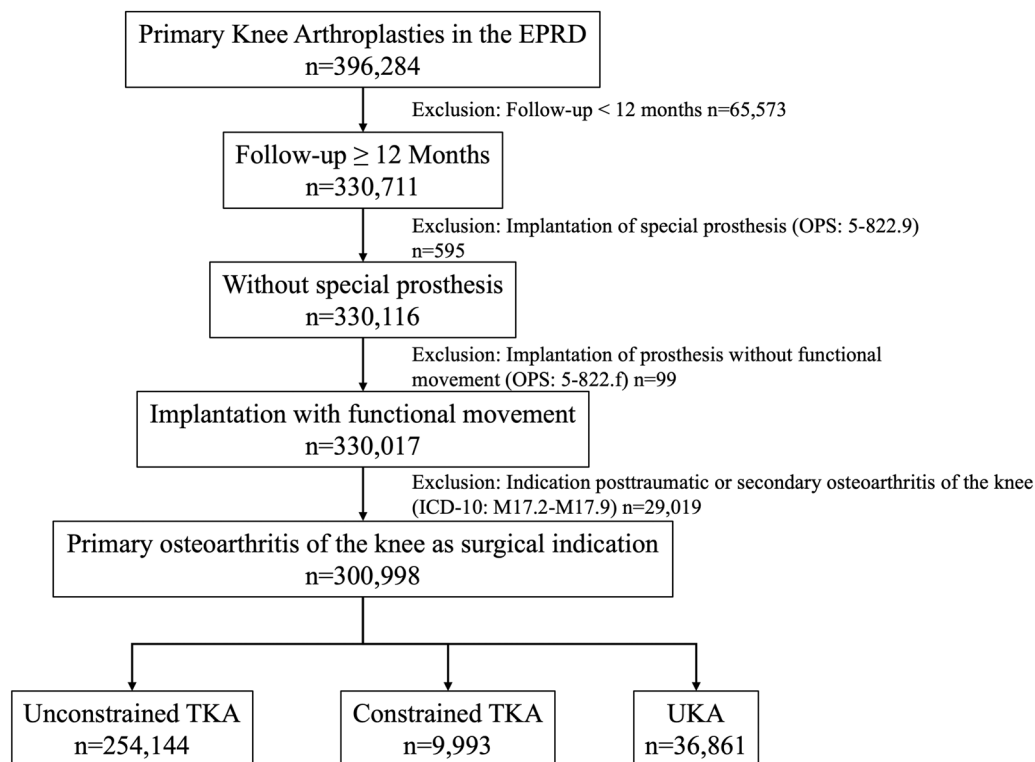 Primary Knee Arthroplasties in the EPRD
n=396,284
Exclusion: Follow-up < 12 months n=65,573
Follow-up ≥ 12 Months
n=330,711
Exclusion: Implantation of special prosthesis (OPS: 5-822.9)
n=595
Without special prosthesis
n=330,116
Exclusion: Implantation of prosthesis without functional
movement (OPS: 5-822.f) n=99
Implantation with functional movement
n=330,017
Exclusion: Indication posttraumatic or secondary osteoarthritis of the knee
(ICD-10: M17.2-M17.9) n=29,019
Primary osteoarthritis of the knee as surgical indication
n=300,998
Unconstrained TKA
n=254,144
Constrained TKA
n=9,993
UKA
n=36,861